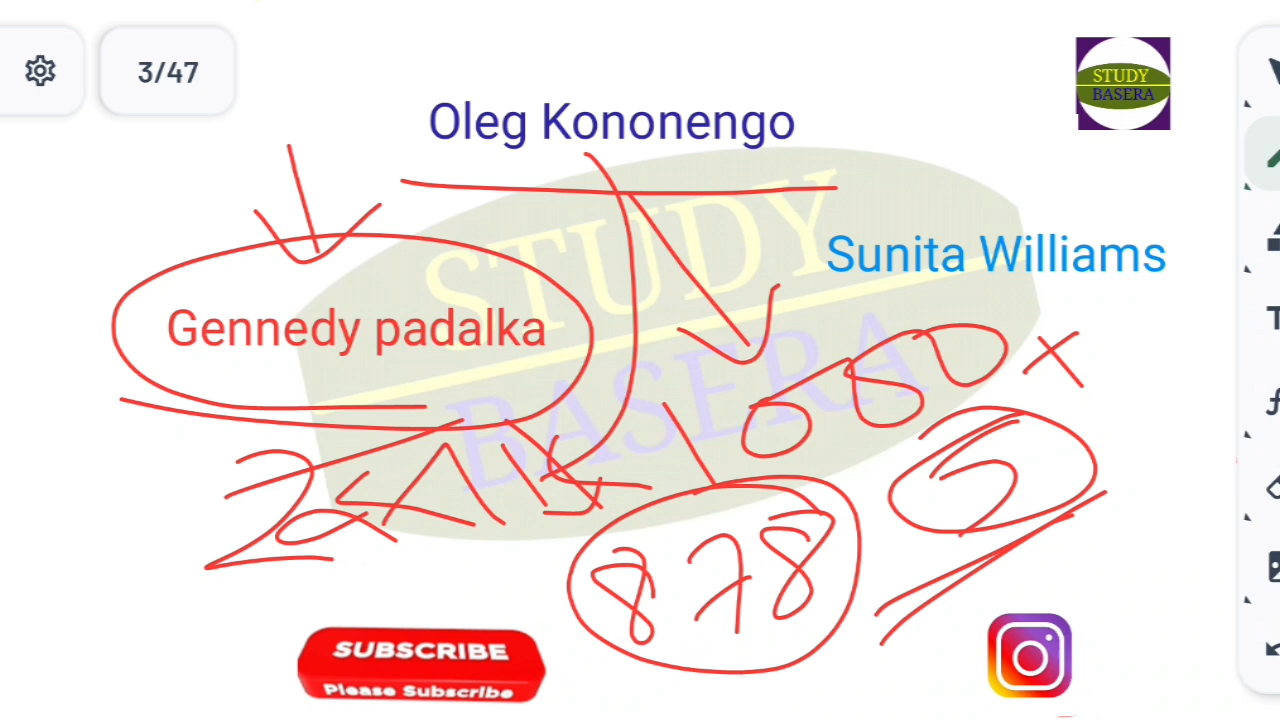 3/47
STUDY
BASERA
Oleg Kononengo
STUDY
BASERA
Sunita Williams
Gennedy padalka
878
SUBSCRIBE
Please Subscribe